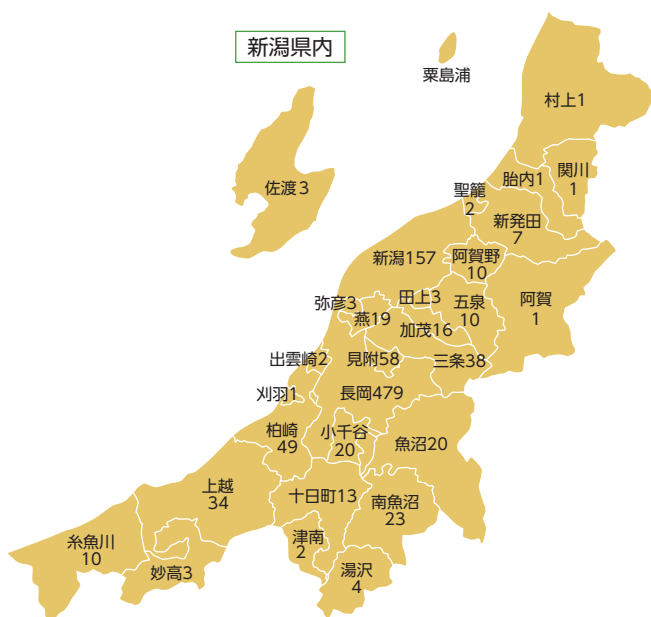 新潟県内
粟島浦
村上1
関川
1
胎内1
佐渡3
聖籠
2
新発田
7
新潟157
阿賀野
10
弥彦3
田上3
五泉
10
阿賀
1
燕19
加茂16
出雲崎2
見附58
三条38
刈羽1
長岡479
柏崎
49
小千谷
20
魚沼20
上越
34
十日町13
南魚沼
23
糸魚川
10
津南
2
妙高3
湯沢
4